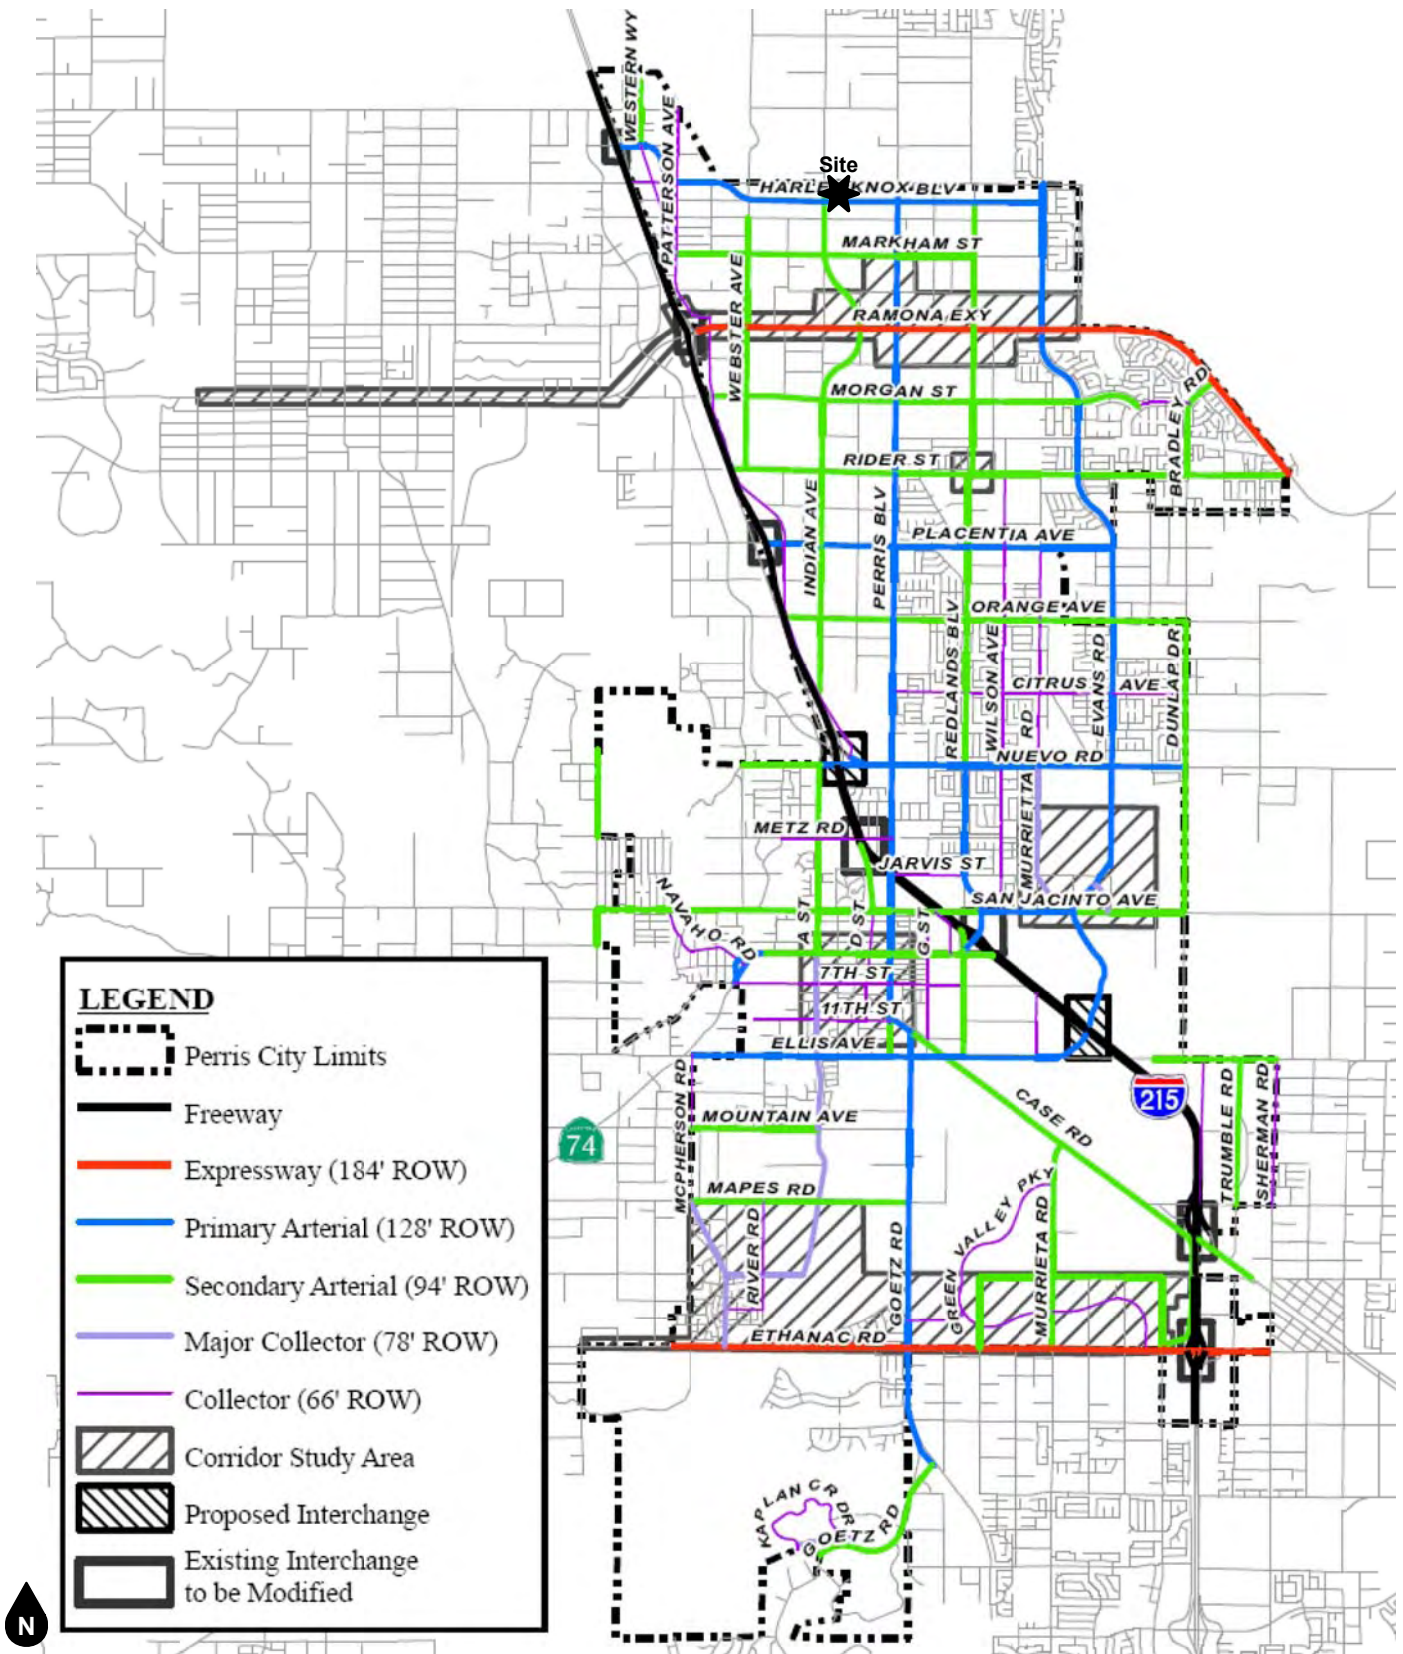 WESTERN WY
PATTERSON AVE
Site
HARLEY KNOX BLV
MARKHAM ST
RAMONA EXY
WEBSTER AVE
MORGAN ST
BRADLEY RD
RIDER ST
INDIAN AVE
PERRIS BLV
PLACENTIA AVE
ORANGE AVE
REDLANDS BLV
WILSON AVE
CITRUS AVE
EVANS RD
DUNLAP DR
NUEVO RD
MURRIETTA RD
METZ RD
JARVIS ST
SAN JACINTO AVE
NAVAHO RD
A ST
D ST
G ST
7TH ST
11TH ST
ELLIS AVE
CASE RD
215
74
MCPHERSON RD
MOUNTAIN AVE
MAPES RD
RIVER RD
GOETZ RD
GREEN VALLEY PKY
MURRIETA RD
TRUMBLE RD
SHERMAN RD
ETHANAC RD
KAPLAN CR DR
GOETZ RD
LEGEND
Perris City Limits
Freeway
Expressway (184' ROW)
Primary Arterial (128' ROW)
Secondary Arterial (94' ROW)
Major Collector (78' ROW)
Collector (66' ROW)
Corridor Study Area
Proposed Interchange
Existing Interchange
to be Modified
N